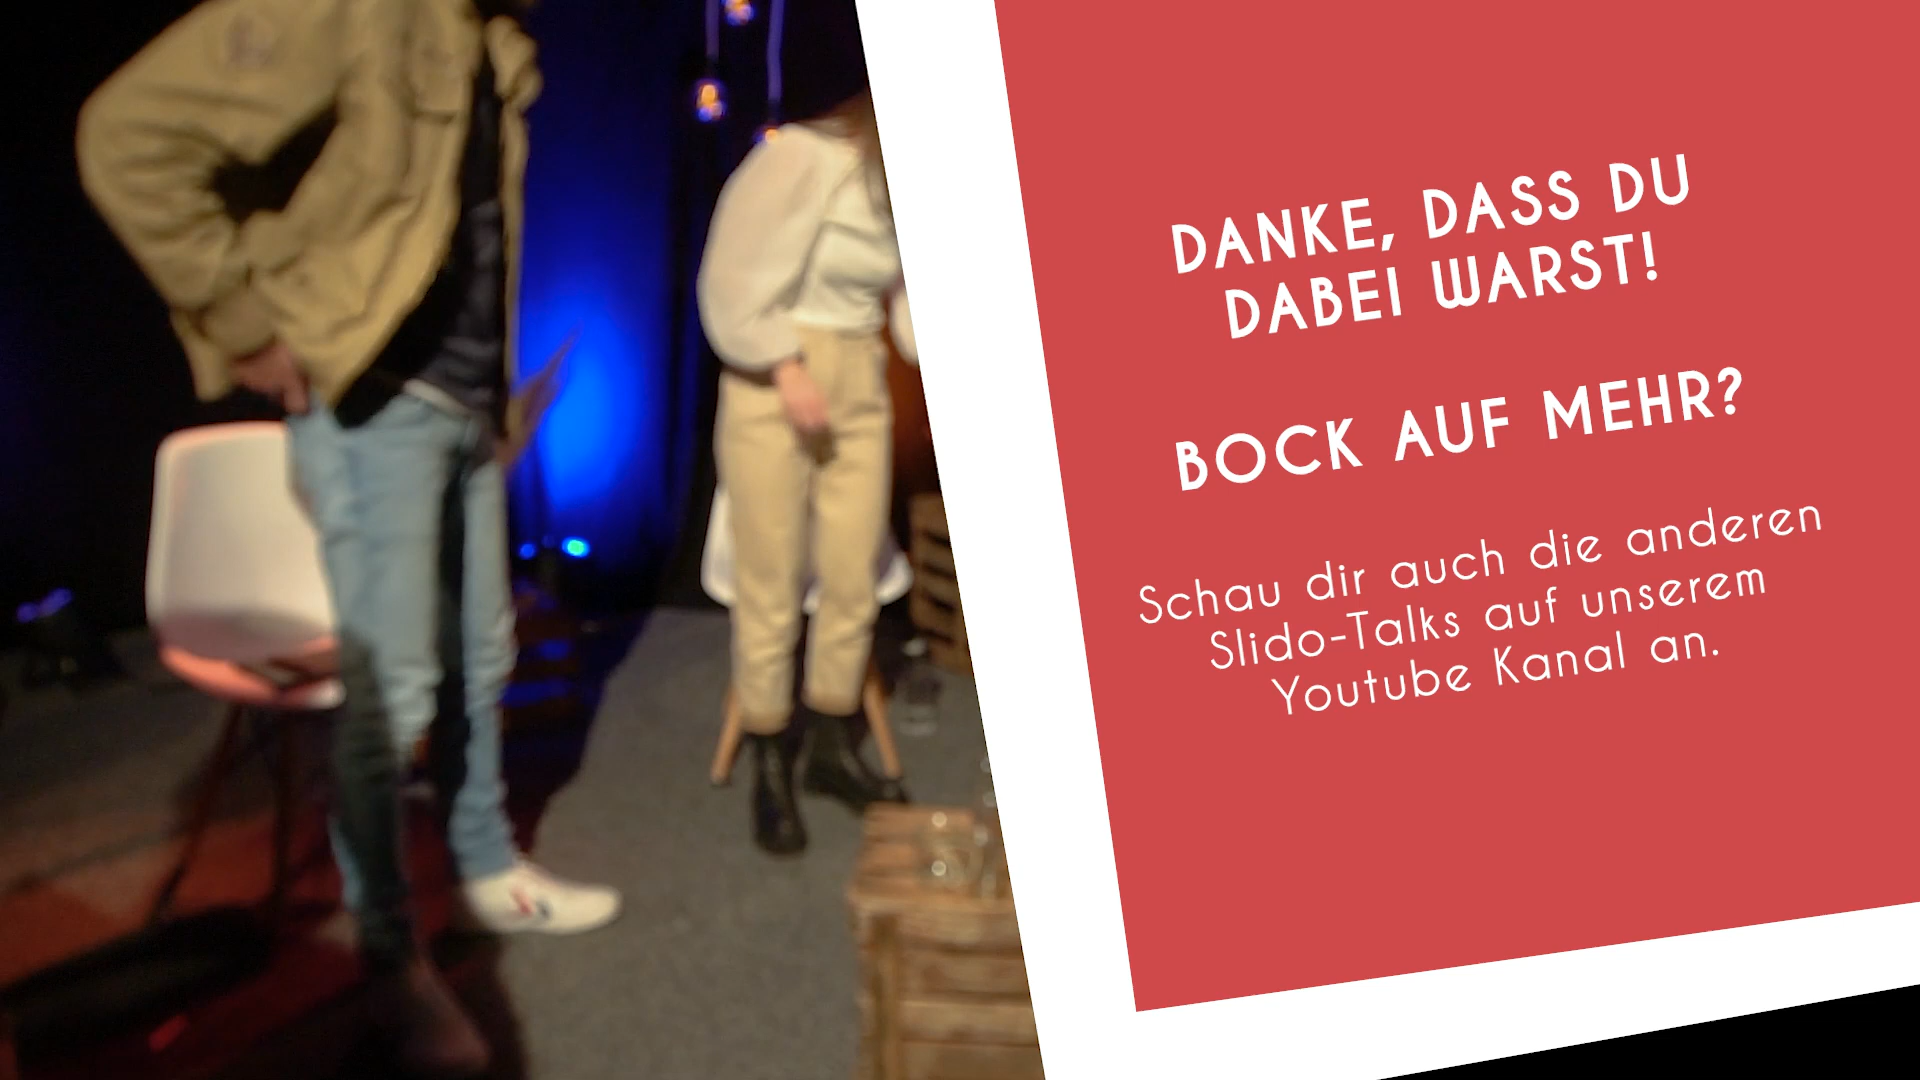 DANKE, DASS DU
DABEI WARST!
BOCK AUF MEHR?
Schau dir auch die anderen
Slido-Talks auf unserem
Youtube Kanal an.